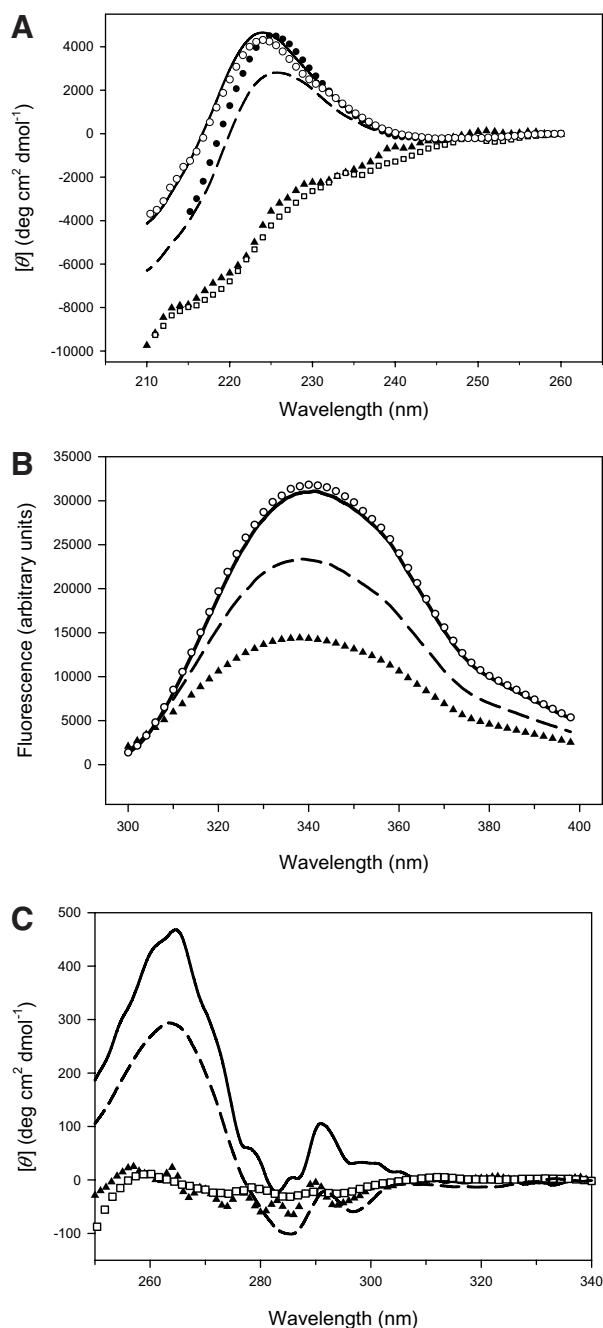 A
4000
2000
0
-2000
-4000
-6000
-8000
-10000
[θ] (deg cm² dmol⁻¹)
210 220 230 240 250 260
Wavelength (nm)
B
35000
30000
25000
20000
15000
10000
5000
0
Fluorescence (arbitrary units)
300 320 340 360 380 400
Wavelength (nm)
C
500
400
300
200
100
0
-100
[θ] (deg cm² dmol⁻¹)
260 280 300 320 340
Wavelength (nm)